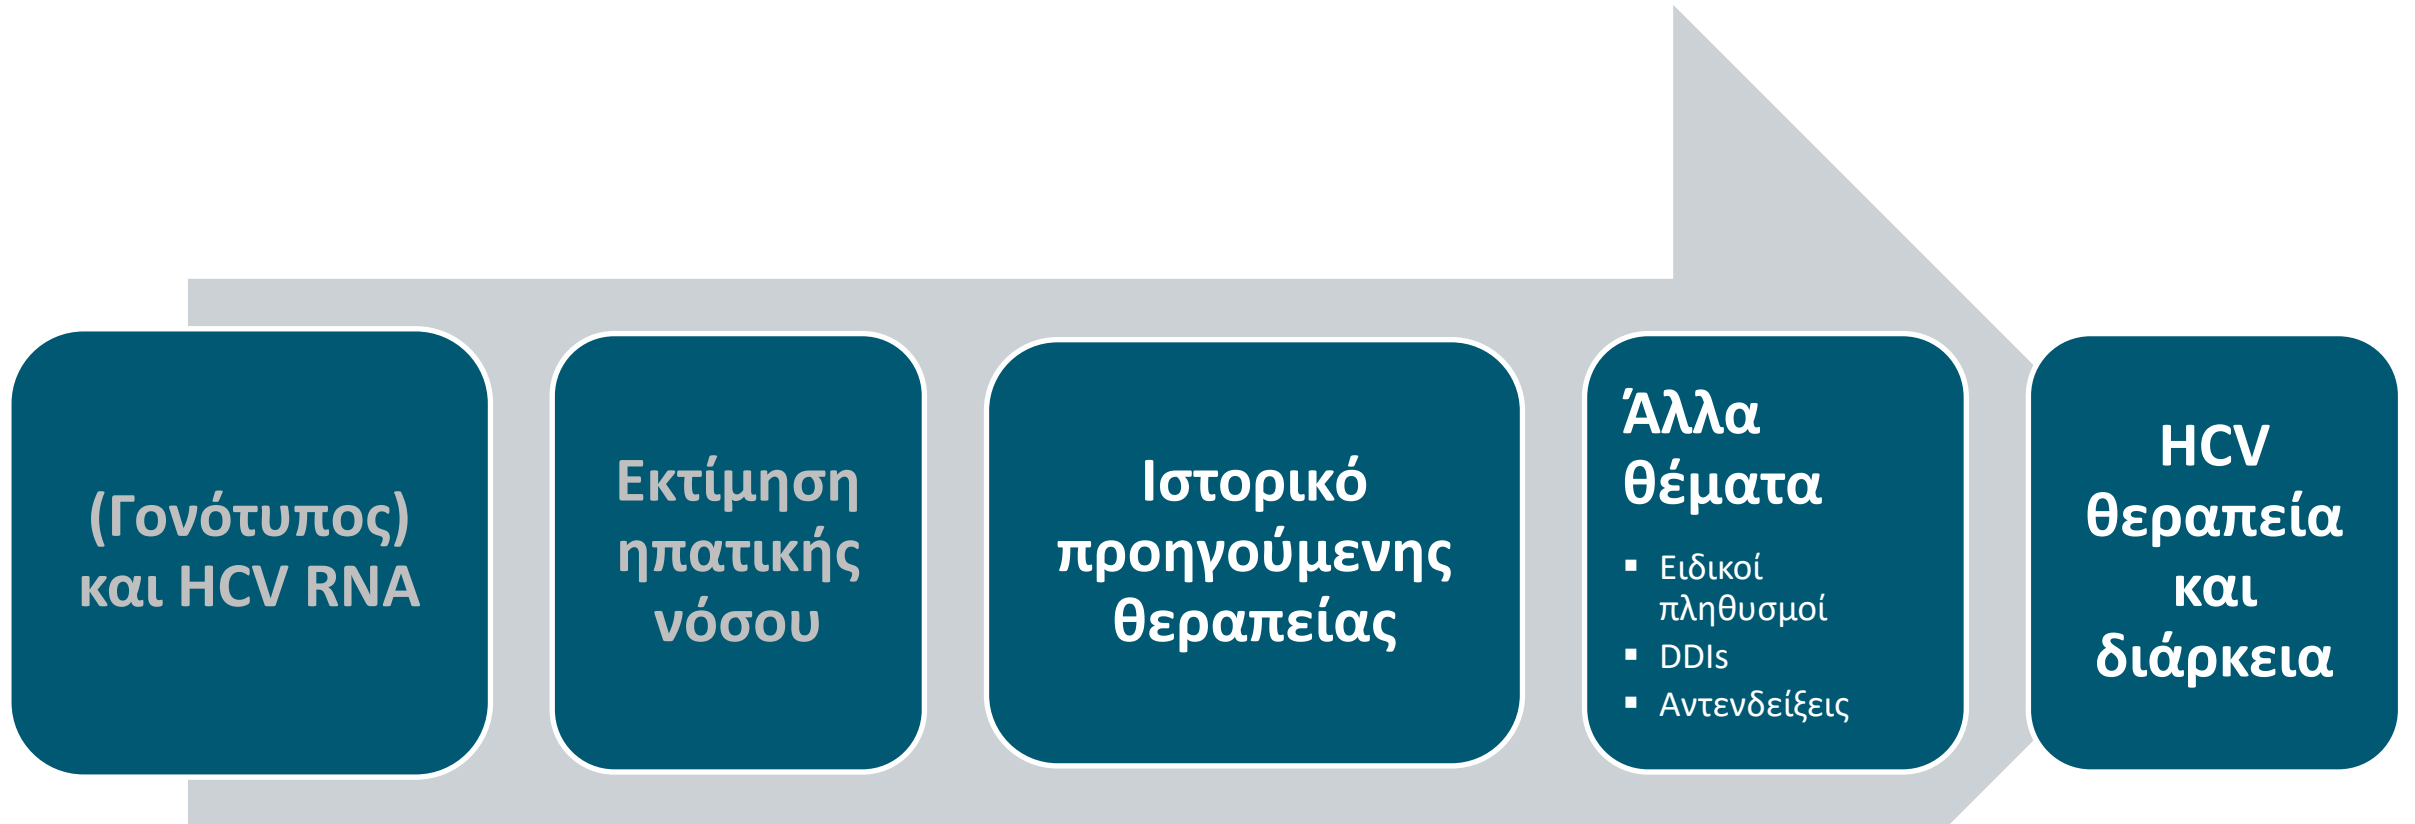 (Γονότυπος)
και HCV RNA
Εκτίμηση
ηπατικής
νόσου
Ιστορικό
προηγούμενης
θεραπείας
Άλλα
θέματα
▪ Ειδικοί
πληθυσμοί
▪ DDIs
▪ Αντενδείξεις
HCV
θεραπεία
και
διάρκεια